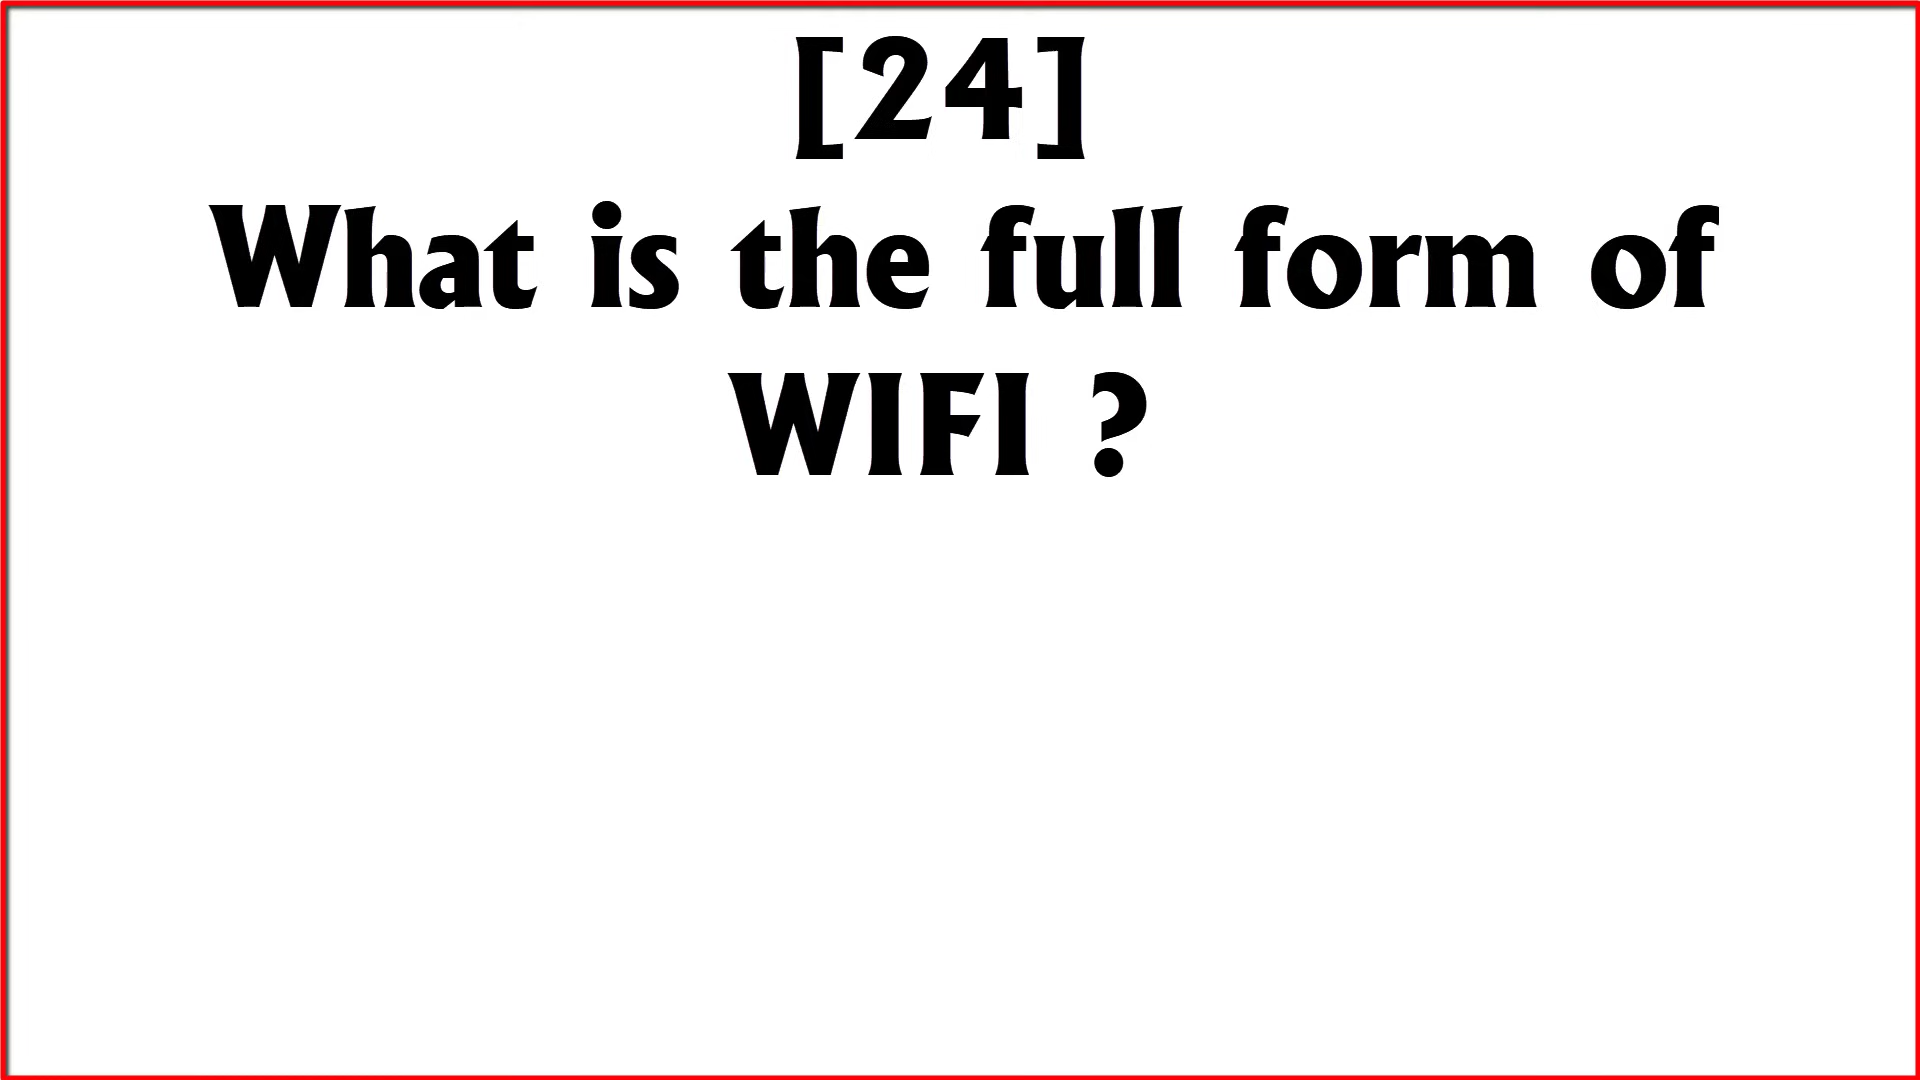 [24]
What is the full form of
WIFI ?